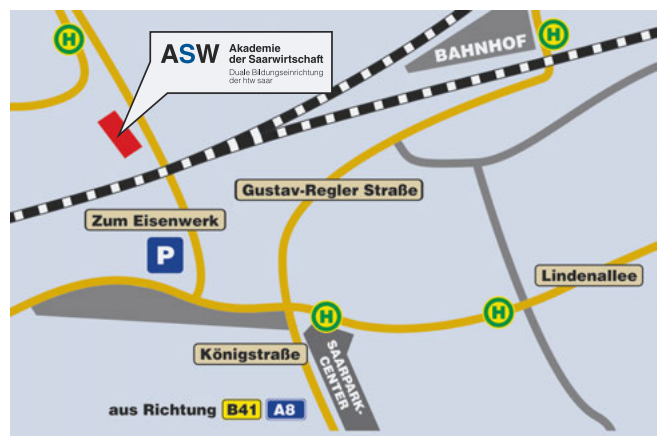 H
H
ASW
Akademie
der Saarwirtschaft
Duale Bildungseinrichtung
der htw saar
BAHNHOF
Gustav-Regler Straße
Zum Eisenwerk
P
Lindenallee
H
H
Königstraße
SAARPARK-
CENTER
aus Richtung B41 A8